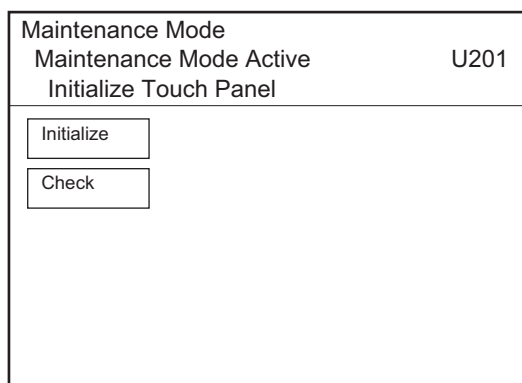 Maintenance Mode
Maintenance Mode Active U201
Initialize Touch Panel
Initialize
Check